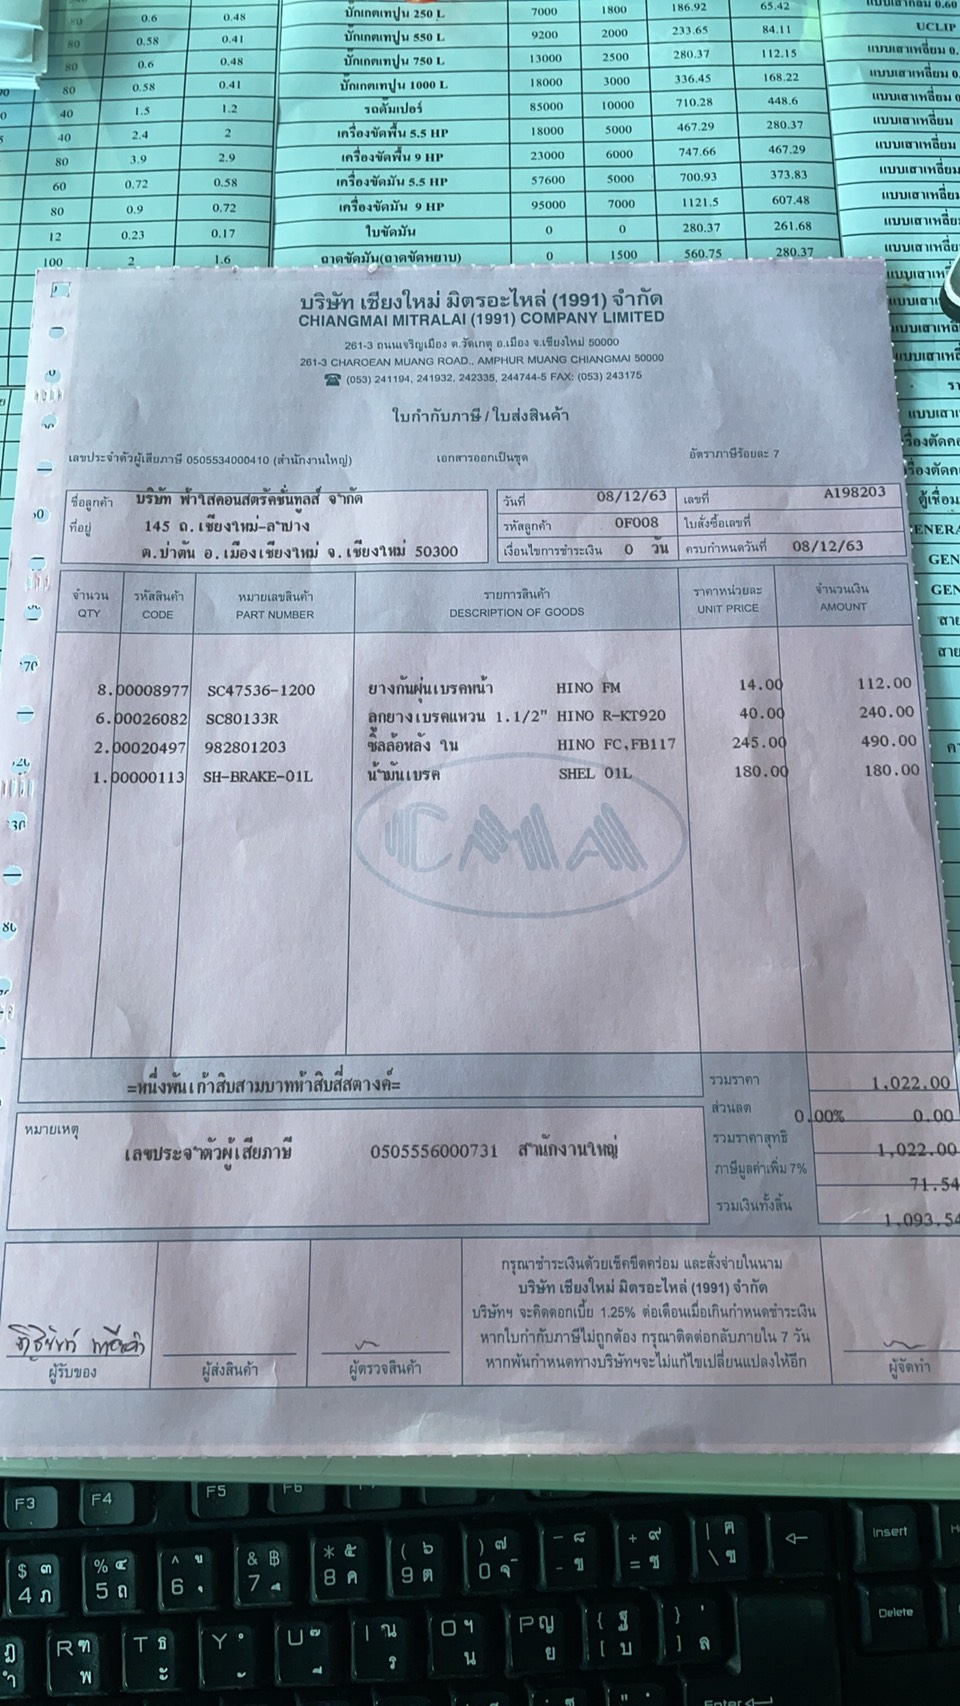 80 0.6 0.48 บั๊กเกตเทปูน 250 L 7000 1800 186.92 65.42
80 0.58 0.41 บั๊กเกตเทปูน 550 L 9200 2000 233.65 84.11 UCLIP
80 0.6 0.48 บั๊กเกตเทปูน 750 L 13000 2500 280.37 112.15 แบบเสาเหลี่ยม 0.
80 0.58 0.41 บั๊กเกตเทปูน 1000 L 18000 3000 336.45 168.22 แบบเสาเหลี่ยม 0.
40 1.5 1.2 รถดั๊มเปอร์ 85000 10000 710.28 448.6 แบบเสาเหลี่ยม 0.
40 2.4 2 เครื่องขัดพื้น 5.5 HP 18000 5000 467.29 280.37 แบบเสาเหลี่ยม
80 3.9 2.9 เครื่องขัดพื้น 9 HP 23000 6000 747.66 467.29 แบบเสาเหลี่ยม
60 0.72 0.58 เครื่องขัดมัน 5.5 HP 57600 5000 700.93 373.83 แบบเสาเหลี่ยม
80 0.9 0.72 เครื่องขัดมัน 9 HP 95000 7000 1121.5 607.48 แบบเสาเหลี่ยม
12 0.23 0.17 ใบขัดมัน 0 0 280.37 261.68 แบบเสาเหลี่ย
100 2 1.6 ถาดขัดมัน(ถาดขัดหยาบ) 0 1500 560.75 280.37 แบบเสาเหลี่ย
บริษัท เชียงใหม่ มิตรอะไหล่ (1991) จำกัด
CHIANGMAI MITRALAI (1991) COMPANY LIMITED
261-3 ถนนเจริญเมือง ต.วัดเกตุ อ.เมือง จ.เชียงใหม่ 50000
261-3 CHAROEAN MUANG ROAD., AMPHUR MUANG CHIANGMAI 50000
☎ (053) 241194, 241932, 242335, 244744-5 FAX: (053) 243175
ใบกำกับภาษี / ใบส่งสินค้า
เลขประจำตัวผู้เสียภาษี 0505534000410 (สำนักงานใหญ่) เอกสารออกเป็นชุด อัตราภาษีร้อยละ 7
ชื่อลูกค้า บริษัท ฟ้าใสคอนสตรัคชั่นทูลส์ จำกัด วันที่ 08/12/63 เลขที่ A198203
ที่อยู่ 145 ถ.เชียงใหม่-ลำปาง รหัสลูกค้า 0F008 ใบสั่งซื้อเลขที่
ต.ป่าตัน อ.เมืองเชียงใหม่ จ.เชียงใหม่ 50300 เงื่อนไขการชำระเงิน 0 วัน ครบกำหนดวันที่ 08/12/63
จำนวน รหัสสินค้า หมายเลขสินค้า รายการสินค้า ราคาหน่วยละ จำนวนเงิน
QTY CODE PART NUMBER DESCRIPTION OF GOODS UNIT PRICE AMOUNT
8.00008977 SC47536-1200 ยางกันฝุ่นเบรคหน้า HINO FM 14.00 112.00
6.00026082 SC80133R ลูกยางเบรคแหวน 1.1/2" HINO R-KT920 40.00 240.00
2.00020497 982801203 ซิลล้อหลัง ใน HINO FC,FB117 245.00 490.00
1.00000113 SH-BRAKE-01L น้ำมันเบรค SHEL 01L 180.00 180.00
CMA
=หนึ่งพันเก้าสิบสามบาทห้าสิบสี่สตางค์= รวมราคา 1,022.00
ส่วนลด 0.00% 0.00
หมายเหตุ รวมราคาสุทธิ 1,022.00
เลขประจำตัวผู้เสียภาษี 0505556000731 สำนักงานใหญ่ ภาษีมูลค่าเพิ่ม 7% 71.54
รวมเงินทั้งสิ้น 1,093.54
กรุณาชำระเงินด้วยเช็คขีดคร่อม และสั่งจ่ายในนาม
บริษัท เชียงใหม่ มิตรอะไหล่ (1991) จำกัด
บริษัทฯ จะคิดดอกเบี้ย 1.25% ต่อเดือนเมื่อเกินกำหนดชำระเงิน
หากใบกำกับภาษีไม่ถูกต้อง กรุณาติดต่อกลับภายใน 7 วัน
หากพ้นกำหนดทางบริษัทฯจะไม่แก้ไขเปลี่ยนแปลงให้อีก
ผู้รับของ ผู้ส่งสินค้า ผู้ตรวจสินค้า ผู้จัดทำ
F3 F4 F5 F6
Insert
Delete
Enter